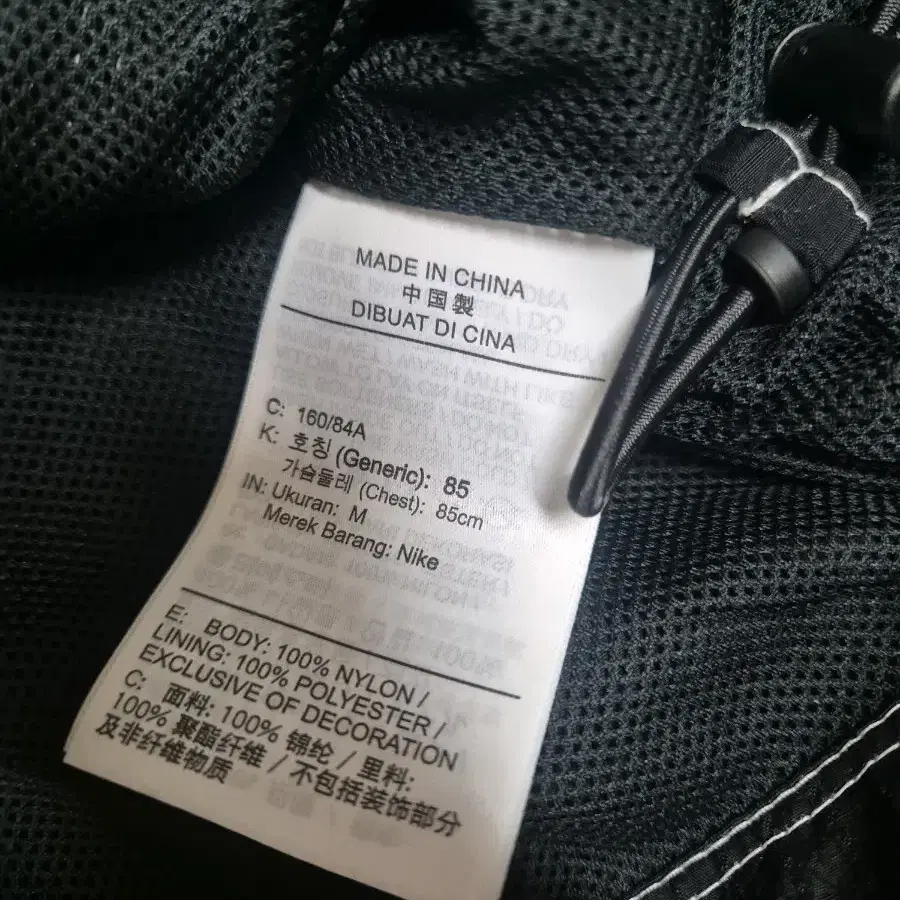 MADE IN CHINA
中国製
DIBUAT DI CINA
C: 160/84A
K: 호칭 (Generic): 85
가슴둘레 (Chest): 85cm
IN: Ukuran: M
Merek Barang: Nike
E: BODY: 100% NYLON /
LINING: 100% POLYESTER /
EXCLUSIVE OF DECORATION
C: 面料: 100% 锦纶 / 里料:
100% 聚酯纤维 / 不包括装饰部分
及非纤维物质